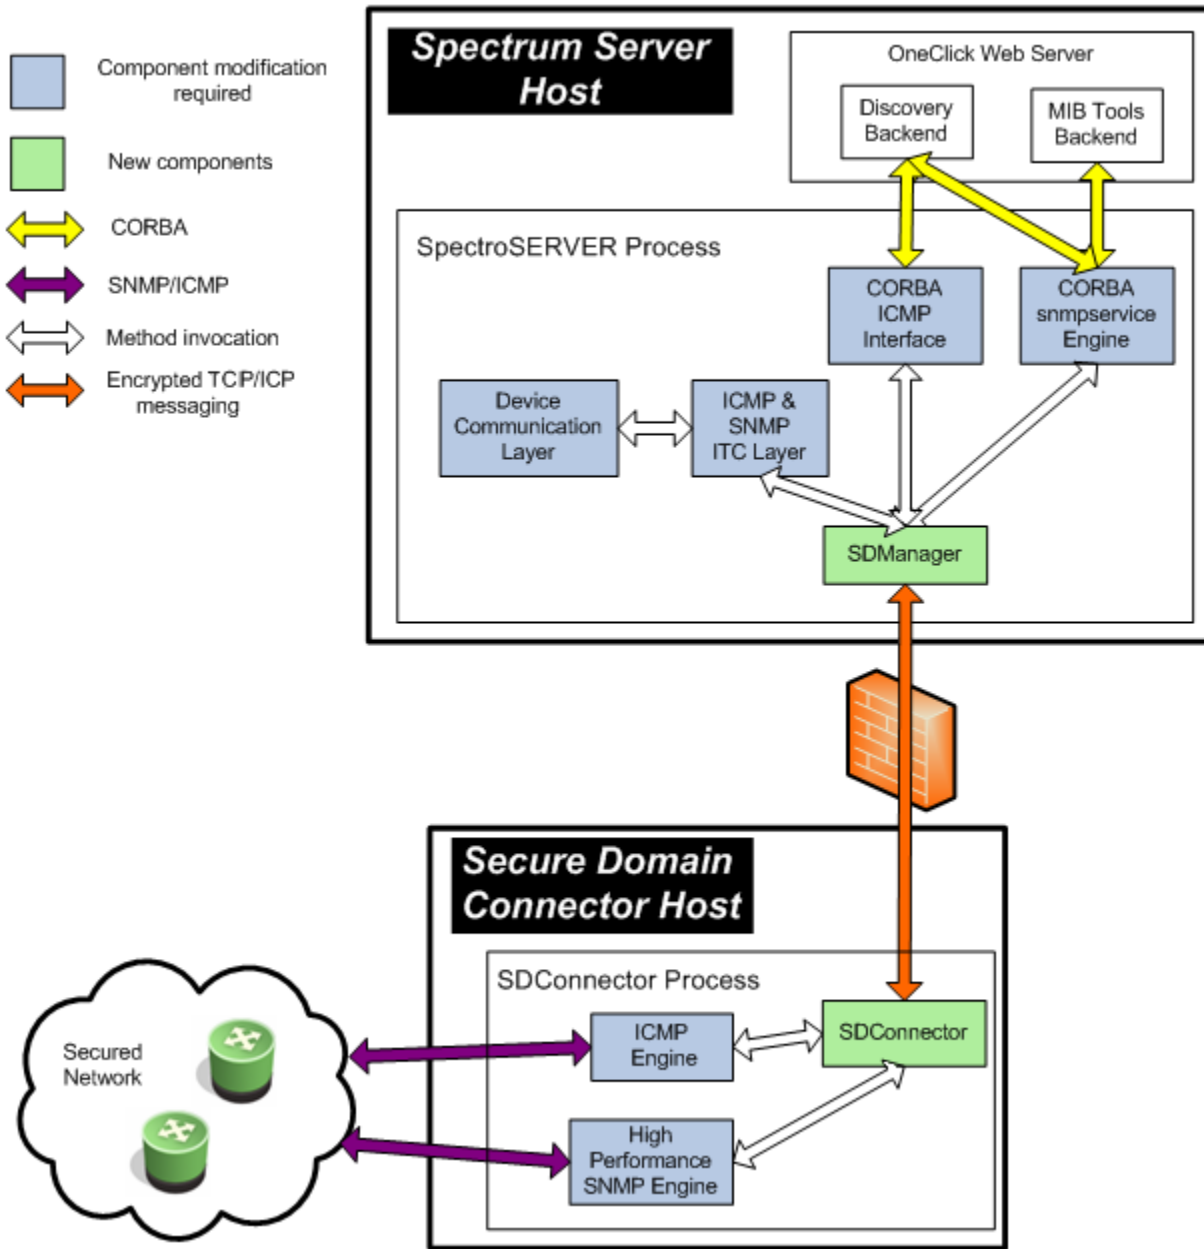 Component modification
required
New components
CORBA
SNMP/ICMP
Method invocation
Encrypted TCIP/ICP
messaging
Spectrum Server
Host
OneClick Web Server
Discovery
Backend
MIB Tools
Backend
SpectroSERVER Process
CORBA
ICMP
Interface
CORBA
snmpservice
Engine
Device
Communication
Layer
ICMP &
SNMP
ITC Layer
SDManager
Secure Domain
Connector Host
SDConnector Process
ICMP
Engine
SDConnector
High
Performance
SNMP Engine
Secured
Network